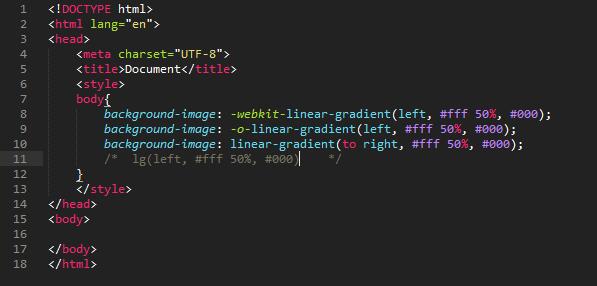 1 <!DOCTYPE html>
2 <html lang="en">
3 <head>
4     <meta charset="UTF-8">
5     <title>Document</title>
6     <style>
7     body{
8         background-image: -webkit-linear-gradient(left, #fff 50%, #000);
9         background-image: -o-linear-gradient(left, #fff 50%, #000);
10         background-image: linear-gradient(to right, #fff 50%, #000);
11         /*  lg(left, #fff 50%, #000)    */
12     }
13     </style>
14 </head>
15 <body>
16
17 </body>
18 </html>